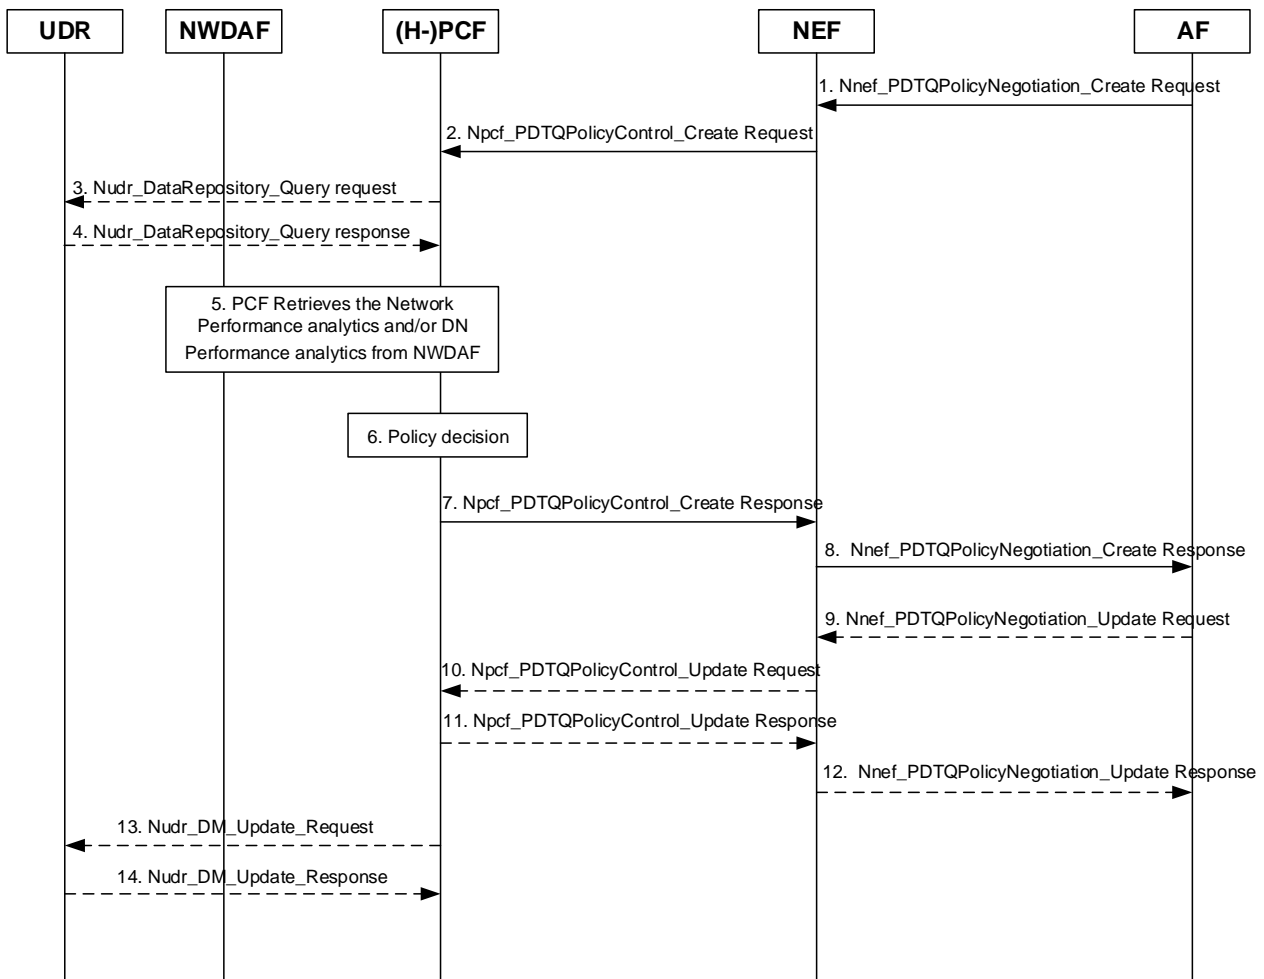 UDR
NWDAF
(H-)PCF
NEF
AF
1. Nnef_PDTQPolicyNegotiation_Create Request
2. Npcf_PDTQPolicyControl_Create Request
3. Nudr_DataRepository_Query request
4. Nudr_DataRepository_Query response
5. PCF Retrieves the Network
Performance analytics and/or DN
Performance analytics from NWDAF
6. Policy decision
7. Npcf_PDTQPolicyControl_Create Response
8. Nnef_PDTQPolicyNegotiation_Create Response
9. Nnef_PDTQPolicyNegotiation_Update Request
10. Npcf_PDTQPolicyControl_Update Request
11. Npcf_PDTQPolicyControl_Update Response
12. Nnef_PDTQPolicyNegotiation_Update Response
13. Nudr_DM_Update_Request
14. Nudr_DM_Update_Response